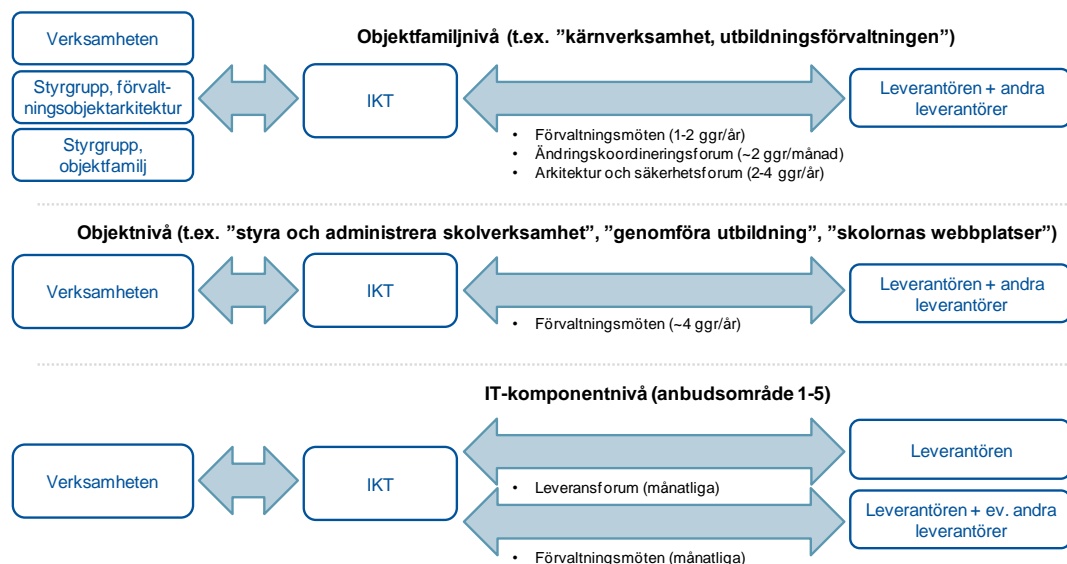 Objektfamiljnivå (t.ex. ”kärnverksamhet, utbildningsförvaltningen”)
Verksamheten
Styrgrupp, förvalt-
ningsobjektarkitektur
Styrgrupp,
objektfamilj
IKT
Leverantören + andra
leverantörer
• Förvaltningsmöten (1-2 ggr/år)
• Ändringskoordineringsforum (~2 ggr/månad)
• Arkitektur och säkerhetsforum (2-4 ggr/år)
Objektnivå (t.ex. ”styra och administrera skolverksamhet”, ”genomföra utbildning”, ”skolornas webbplatser”)
Verksamheten
IKT
Leverantören + andra
leverantörer
• Förvaltningsmöten (~4 ggr/år)
IT-komponentnivå (anbudsområde 1-5)
Verksamheten
IKT
Leverantören
• Leveransforum (månatliga)
Leverantören + ev. andra
leverantörer
• Förvaltningsmöten (månatliga)